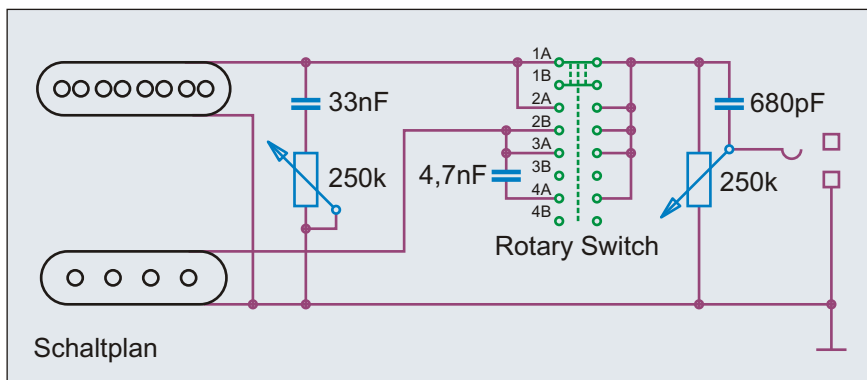 1A
1B
2A
2B
3A
3B
4A
4B
33nF
680pF
250k
4,7nF
250k
Rotary Switch
Schaltplan